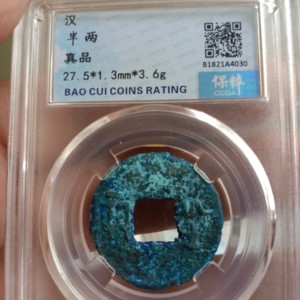 汉
半两
真品
27.5*1.3mm*3.6g
BAO CUI COINS RATING
B1821A4030
保粹